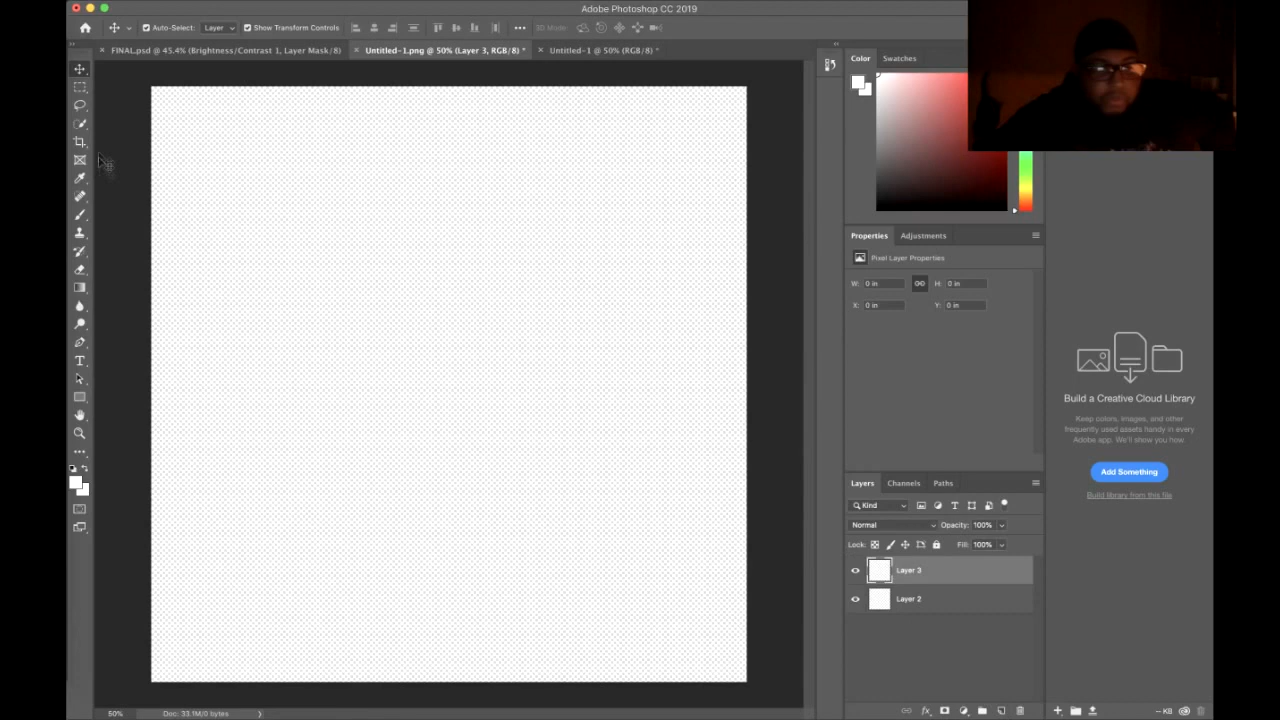 Adobe Photoshop CC 2019
Auto-Select: Layer Show Transform Controls 3D Mode:
FINAL.psd @ 45.4% (Brightness/Contrast 1, Layer Mask/8) Untitled-1.png @ 50% (Layer 3, RGB/8) * Untitled-1 @ 50% (RGB/8) *
Color Swatches
Properties Adjustments
Pixel Layer Properties
W: 0 in H: 0 in
X: 0 in Y: 0 in
Build a Creative Cloud Library
Keep colors, images, and other
frequently used assets handy in every
Adobe app. We'll show you how.
Add Something
Build library from this file
Layers Channels Paths
Kind
Normal Opacity: 100%
Lock: Fill: 100%
Layer 3
Layer 2
50% Doc: 33.1M/0 bytes
fx
-- KB